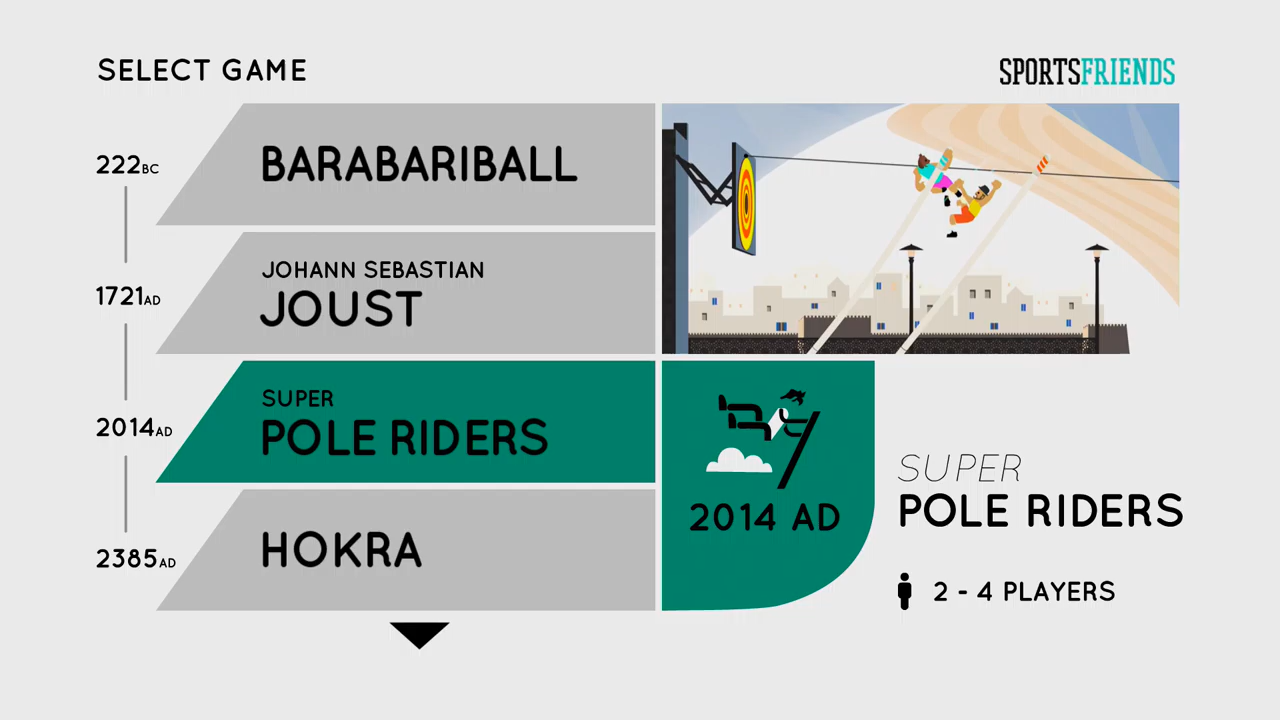 SELECT GAME
SPORTSFRIENDS
222BC
BARABARIBALL
1721AD
JOHANN SEBASTIAN
JOUST
2014AD
SUPER
POLE RIDERS
2385AD
HOKRA
2014 AD
SUPER
POLE RIDERS
2 - 4 PLAYERS